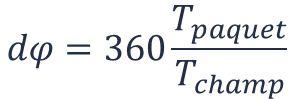 dφ = 360 T_paquet / T_champ